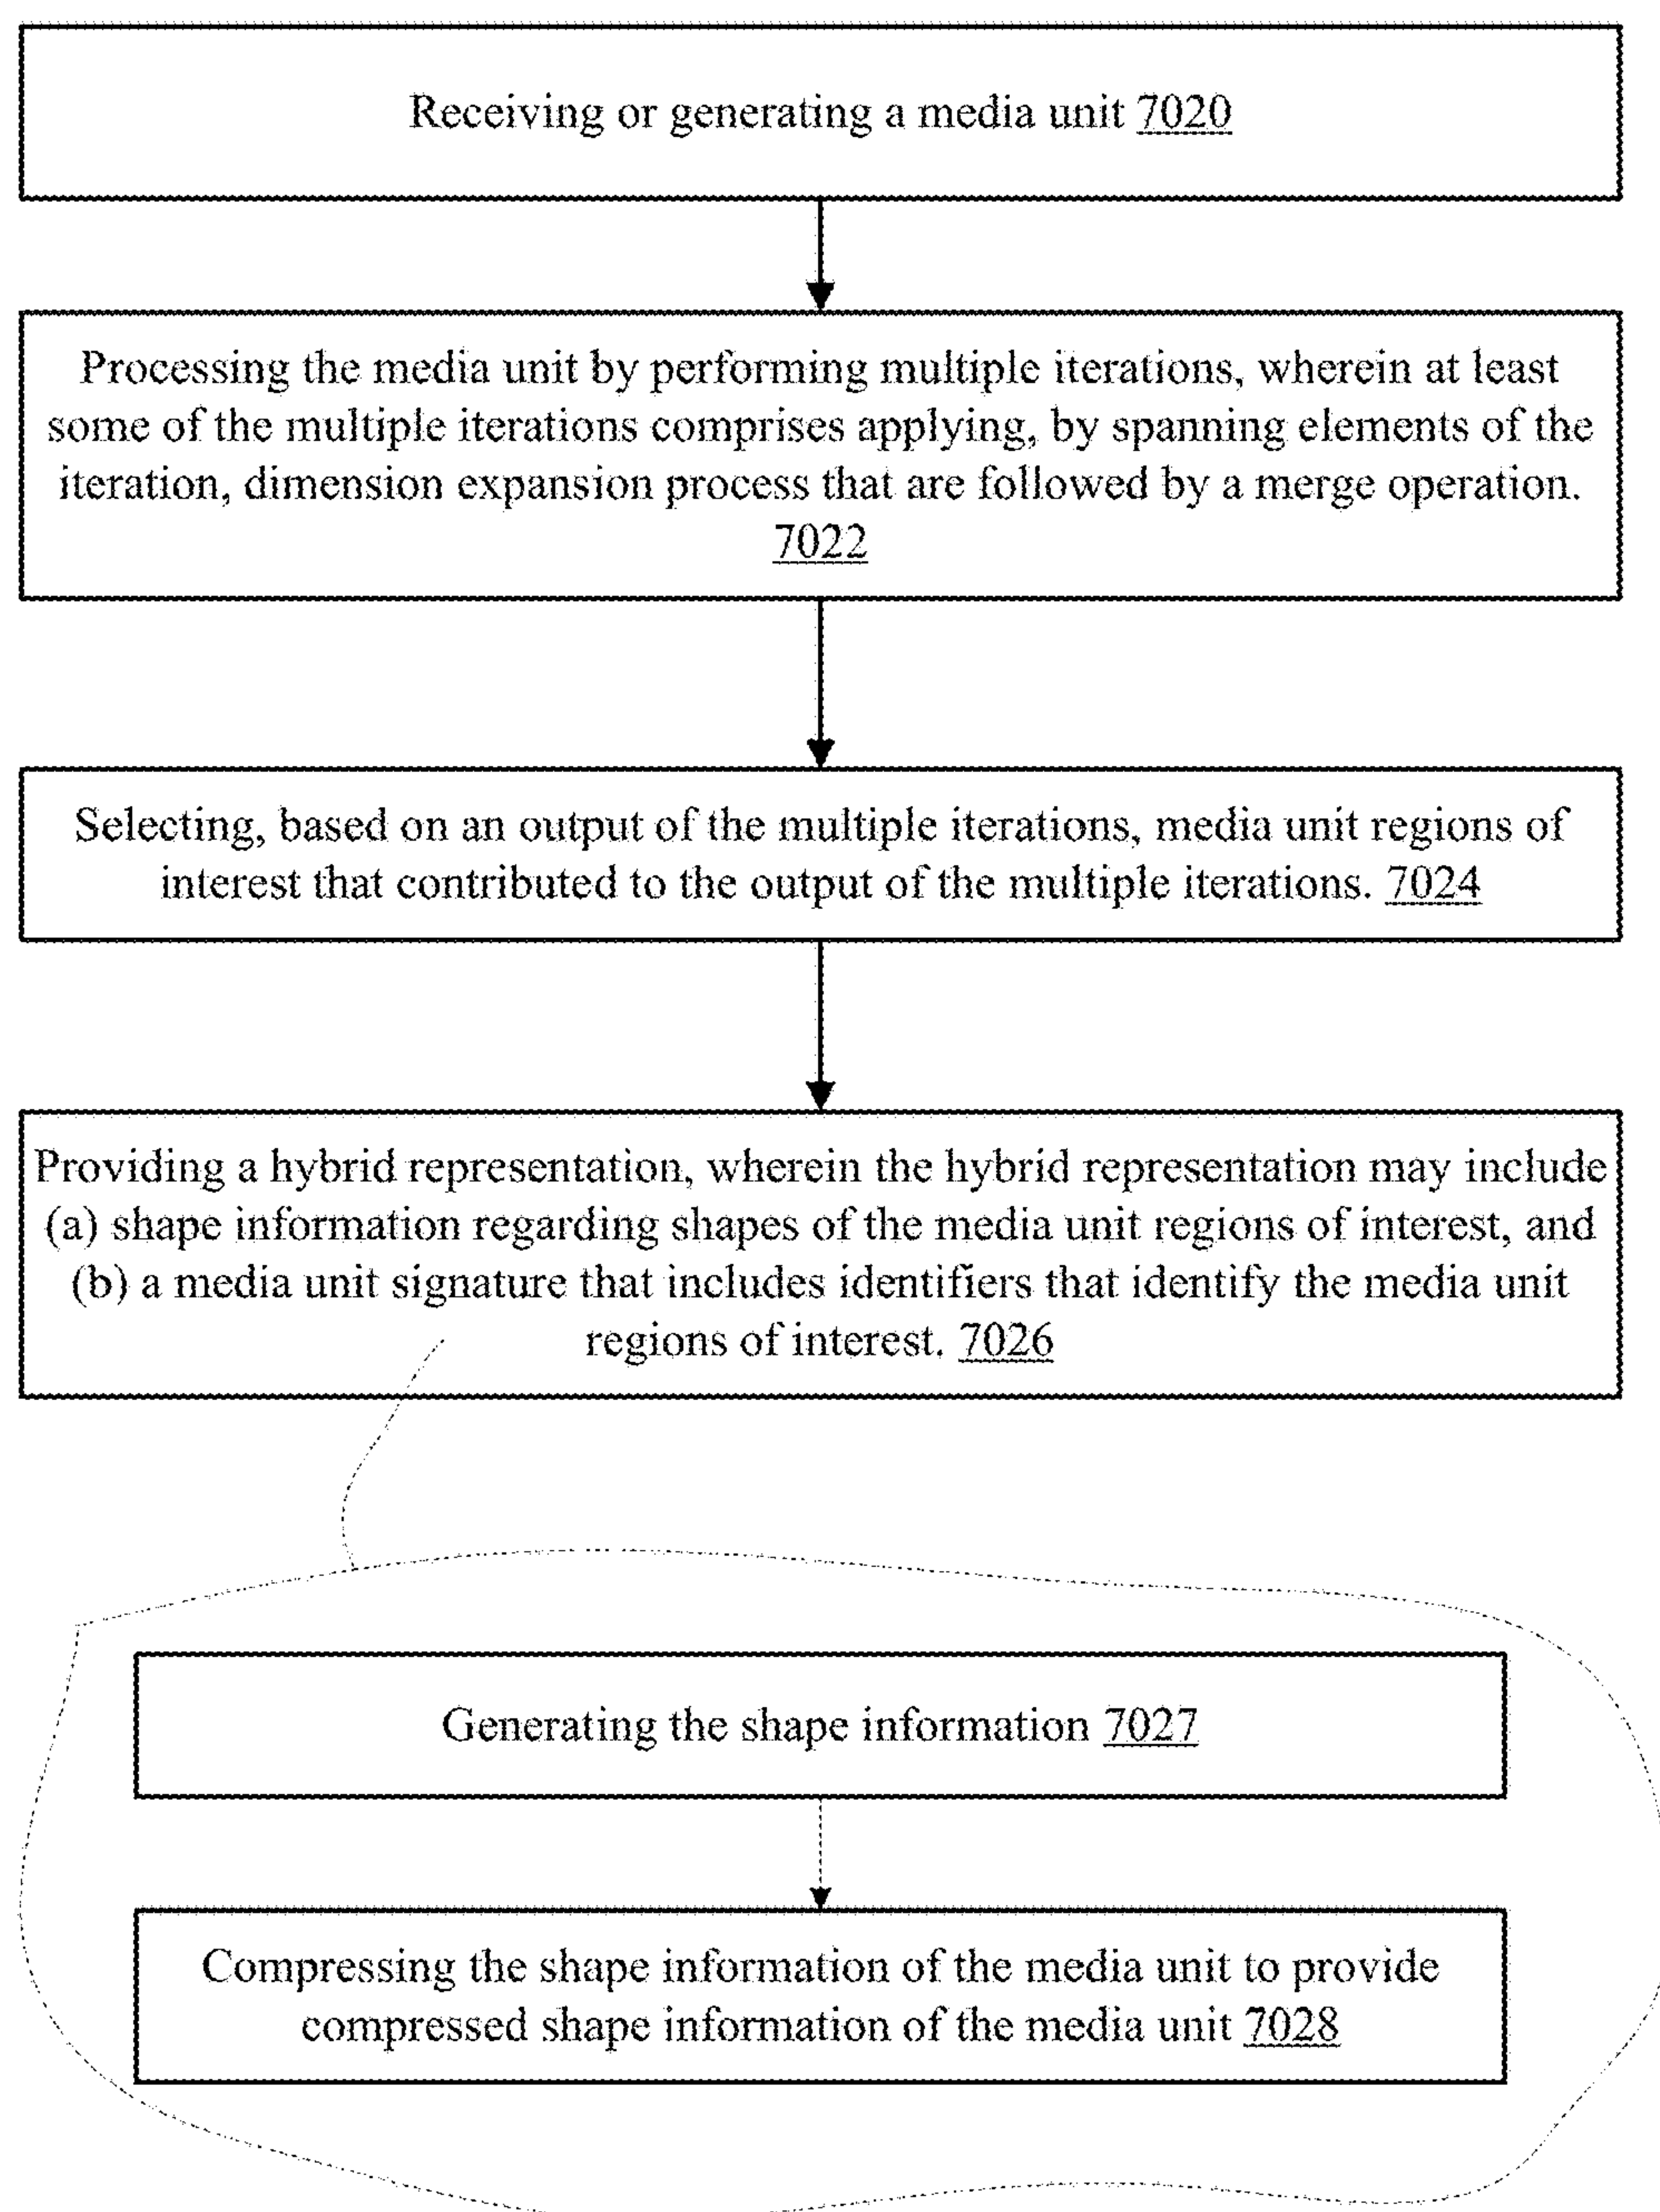 Receiving or generating a media unit 7020
Processing the media unit by performing multiple iterations, wherein at least
some of the multiple iterations comprises applying, by spanning elements of the
iteration, dimension expansion process that are followed by a merge operation.
7022
Selecting, based on an output of the multiple iterations, media unit regions of
interest that contributed to the output of the multiple iterations. 7024
Providing a hybrid representation, wherein the hybrid representation may include
(a) shape information regarding shapes of the media unit regions of interest, and
(b) a media unit signature that includes identifiers that identify the media unit
regions of interest. 7026
Generating the shape information 7027
Compressing the shape information of the media unit to provide
compressed shape information of the media unit 7028